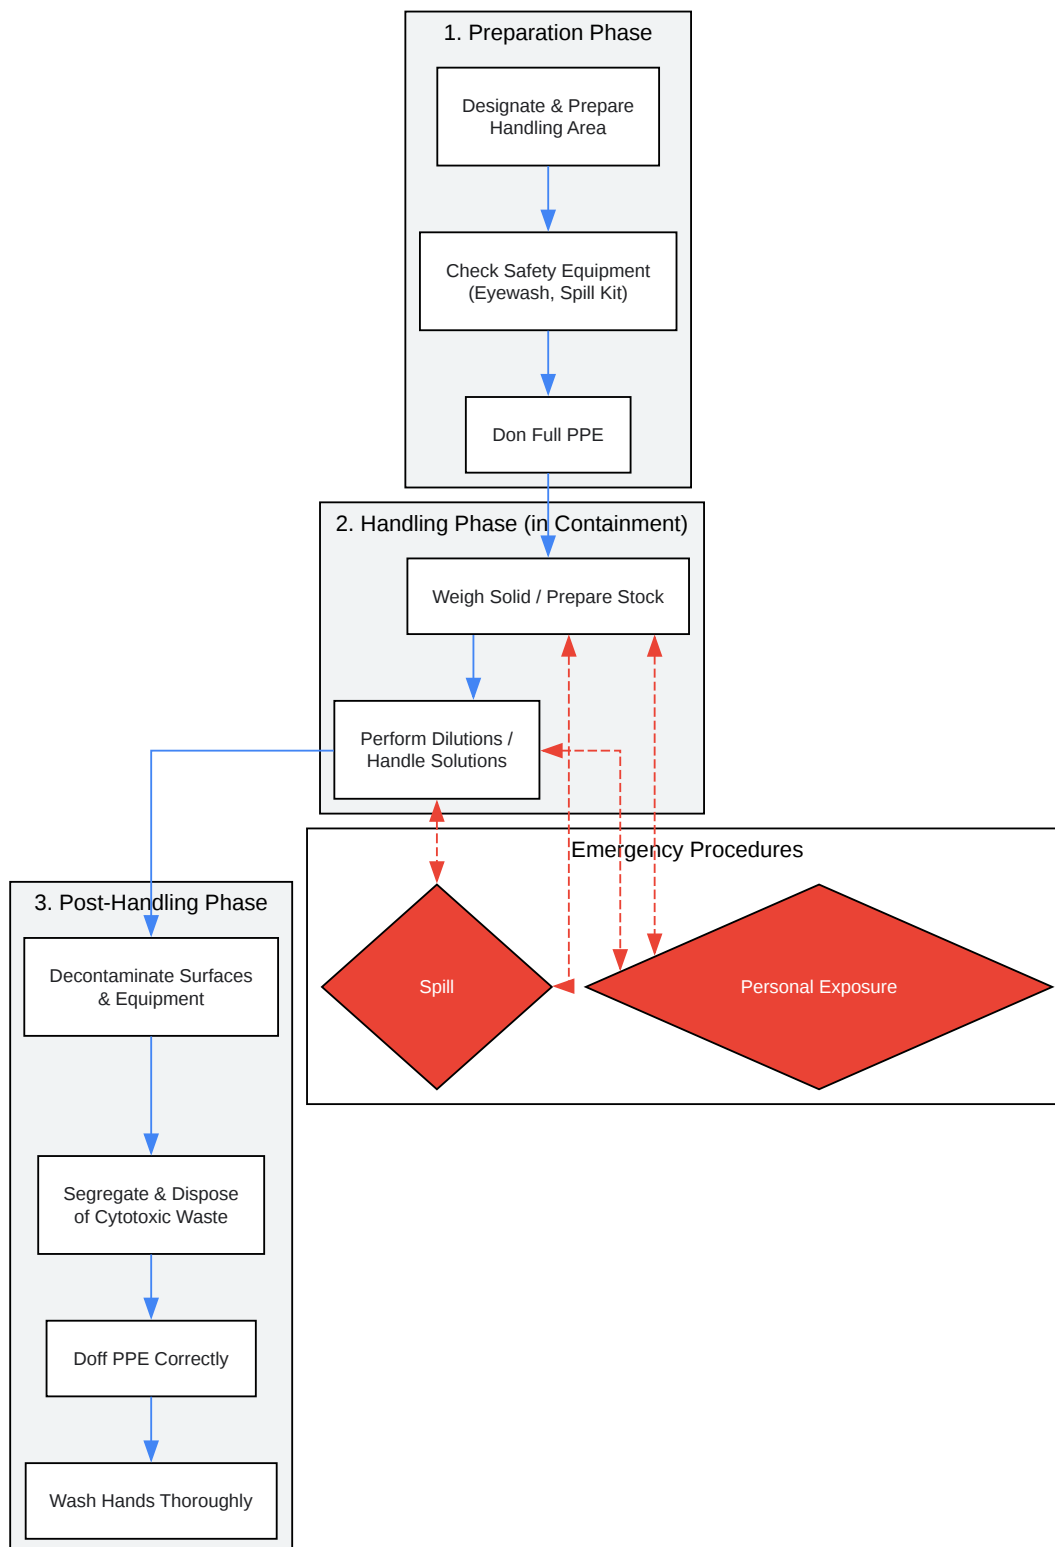 1. Preparation Phase
Designate & Prepare
Handling Area
Check Safety Equipment
(Eyewash, Spill Kit)
Don Full PPE
2. Handling Phase (in Containment)
Weigh Solid / Prepare Stock
Perform Dilutions /
Handle Solutions
Emergency Procedures
Spill
Personal Exposure
3. Post-Handling Phase
Decontaminate Surfaces
& Equipment
Segregate & Dispose
of Cytotoxic Waste
Doff PPE Correctly
Wash Hands Thoroughly